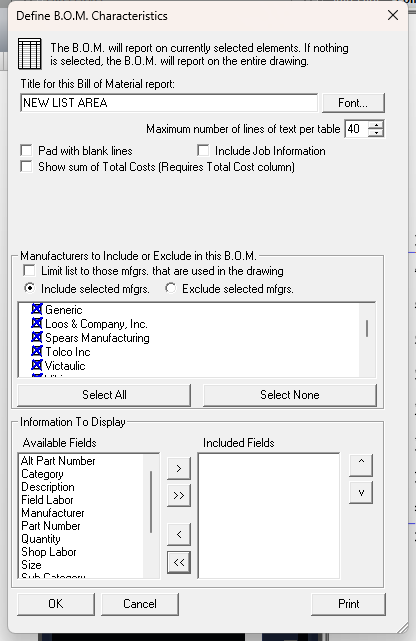 Define B.O.M. Characteristics
The B.O.M. will report on currently selected elements. If nothing
is selected, the B.O.M. will report on the entire drawing.
Title for this Bill of Material report:
NEW LIST AREA
Font...
Maximum number of lines of text per table 40
Pad with blank lines
Include Job Information
Show sum of Total Costs (Requires Total Cost column)
Manufacturers to Include or Exclude in this B.O.M.
Limit list to those mfgrs. that are used in the drawing
Include selected mfgrs.
Exclude selected mfgrs.
Generic
Loos & Company, Inc.
Spears Manufacturing
Tolco Inc
Victaulic
Select All
Select None
Information To Display
Available Fields
Included Fields
Alt Part Number
Category
Description
Field Labor
Manufacturer
Part Number
Quantity
Shop Labor
Size
Sub Category
>
>>
<
<<
^
v
OK
Cancel
Print